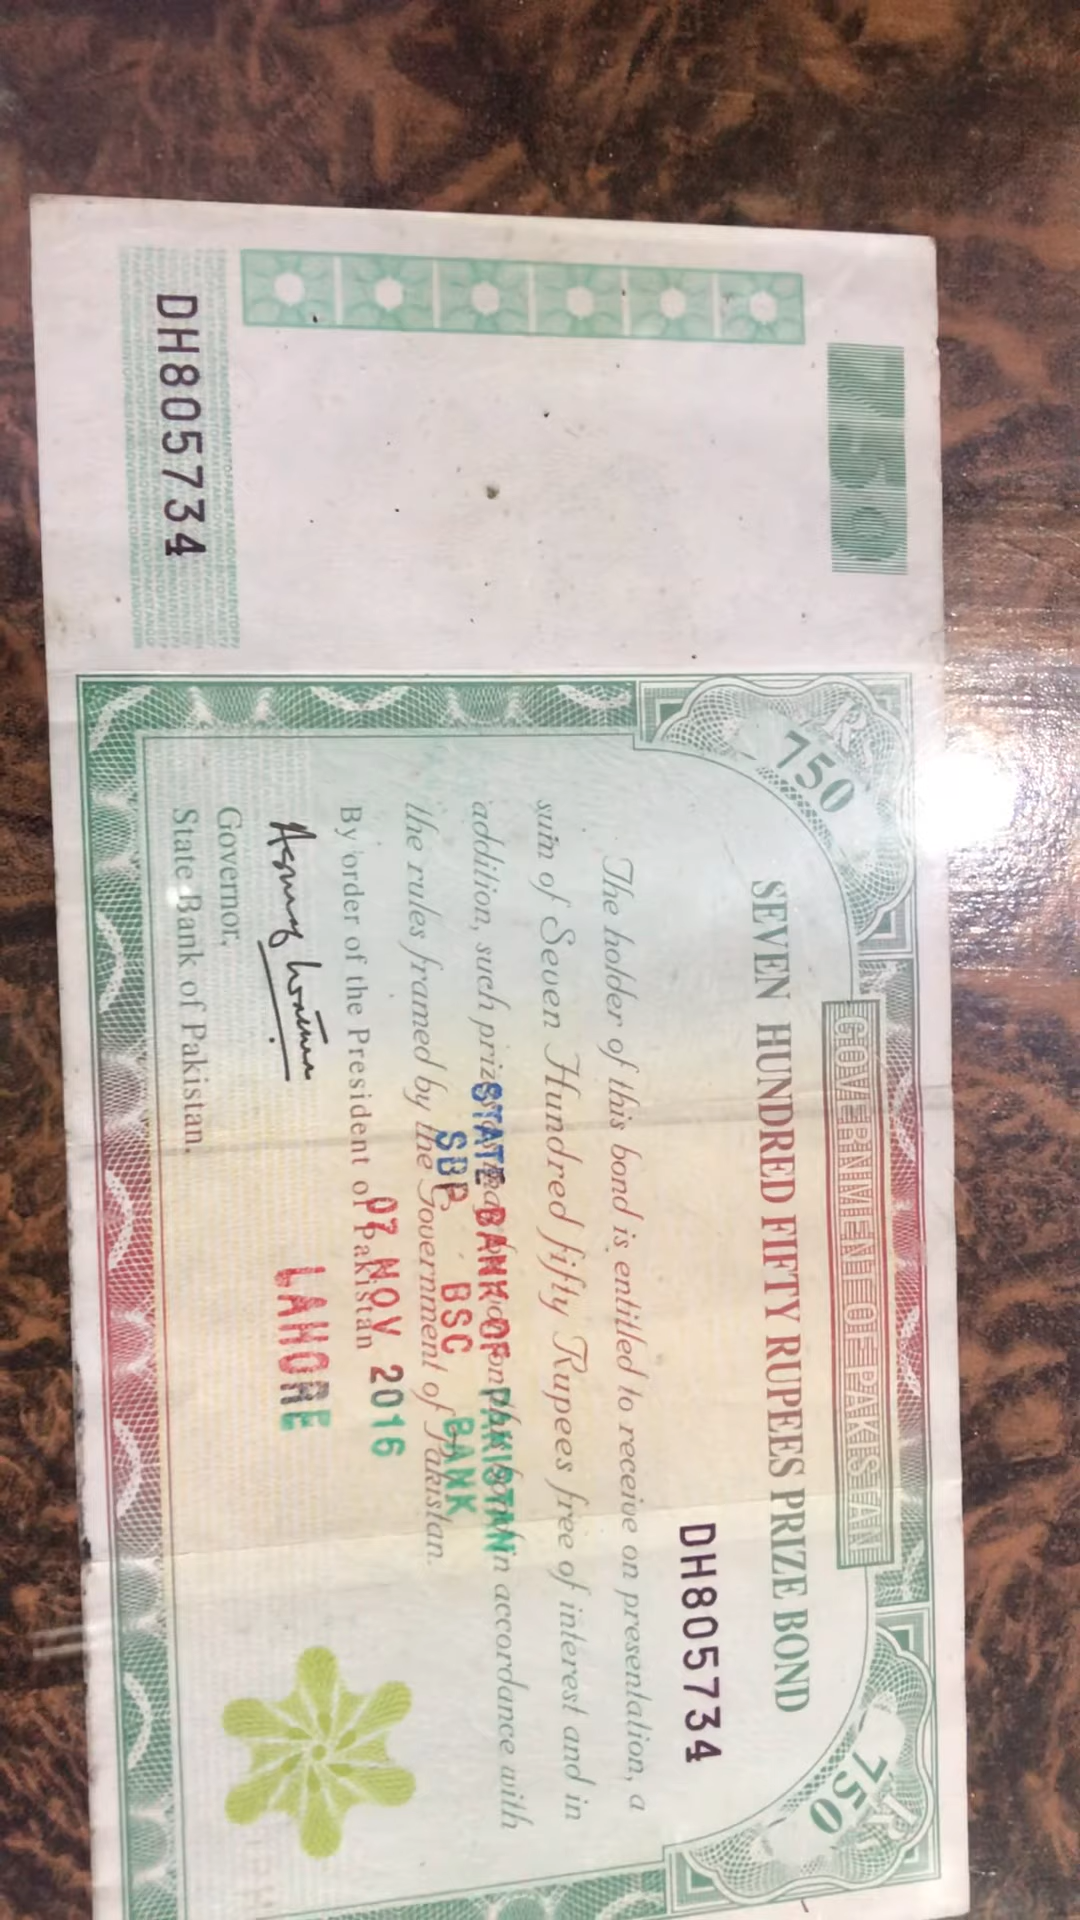 750
DH805734
RS
750
GOVERNMENT OF PAKISTAN
RS
750
SEVEN HUNDRED FIFTY RUPEES PRIZE BOND
DH805734
The holder of this bond is entitled to receive on presentation, a
sum of Seven Hundred fifty Rupees free of interest and in
addition, such prize in accordance with
the rules framed by the Government of Pakistan.
By order of the President of Pakistan
Governor,
State Bank of Pakistan.
STATE BANK OF PAKISTAN
SBP BSC BANK
07 NOV 2016
LAHORE